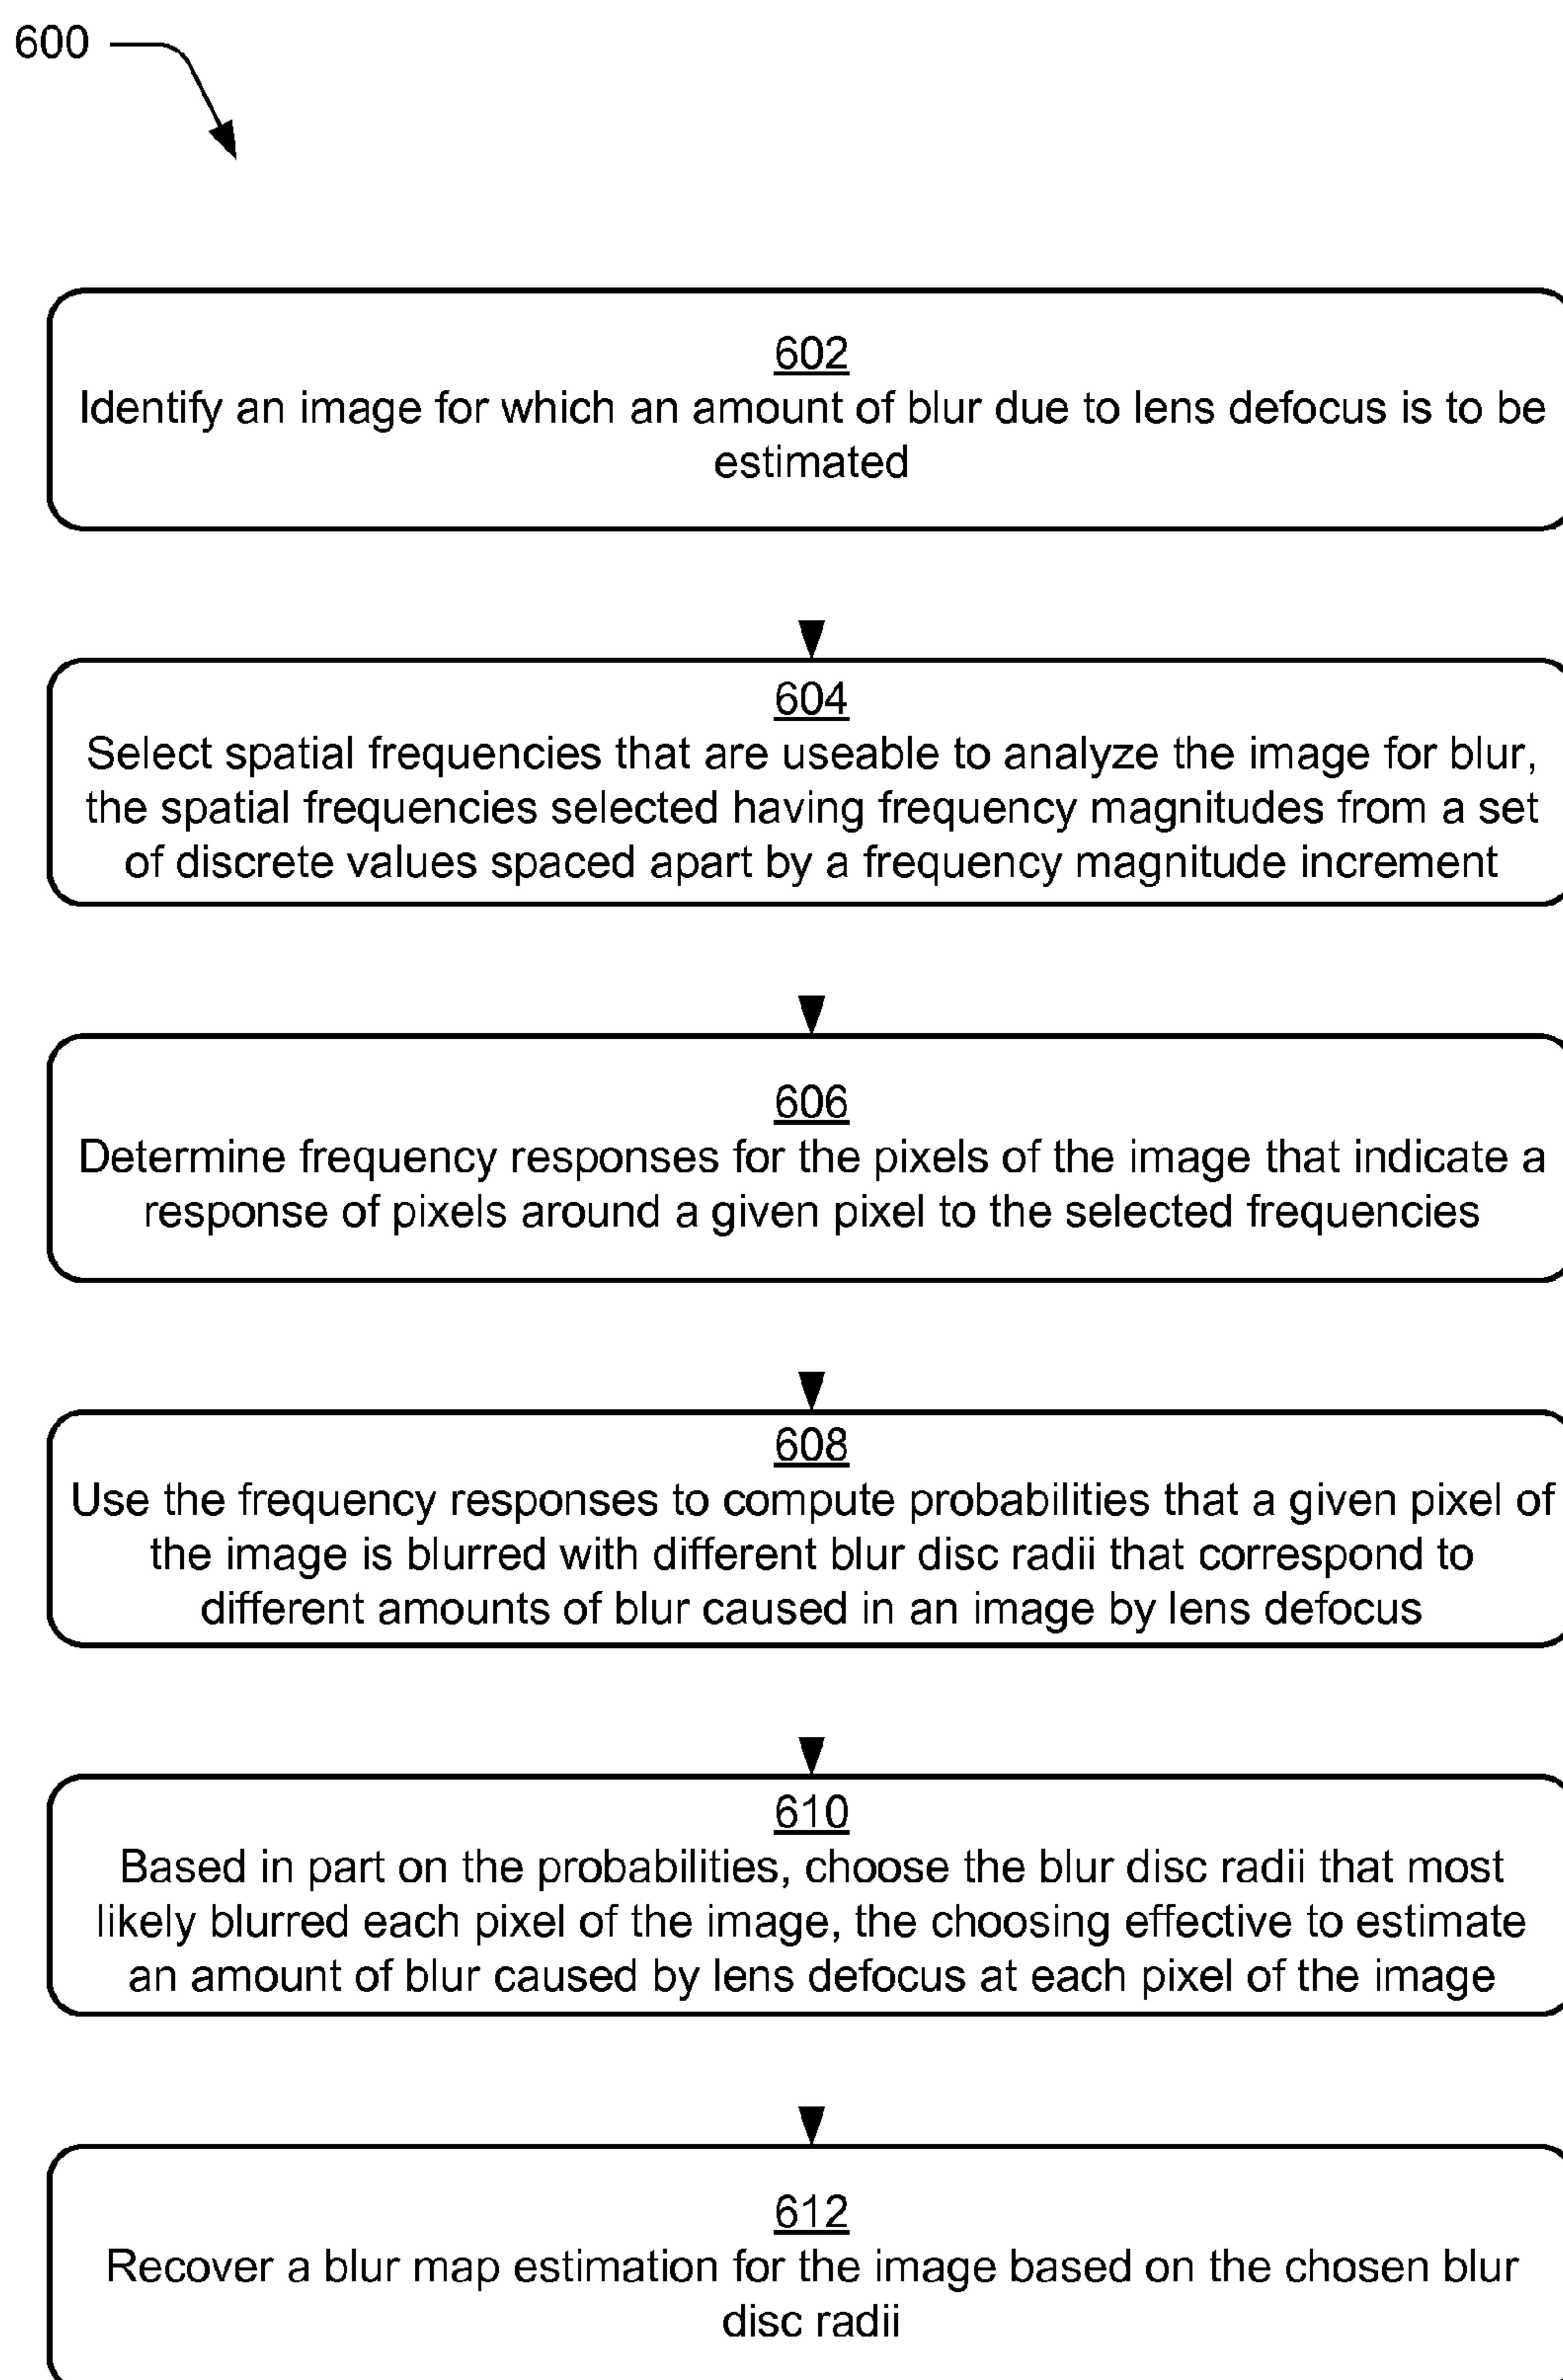 600
602
Identify an image for which an amount of blur due to lens defocus is to be
estimated
604
Select spatial frequencies that are useable to analyze the image for blur,
the spatial frequencies selected having frequency magnitudes from a set
of discrete values spaced apart by a frequency magnitude increment
606
Determine frequency responses for the pixels of the image that indicate a
response of pixels around a given pixel to the selected frequencies
608
Use the frequency responses to compute probabilities that a given pixel of
the image is blurred with different blur disc radii that correspond to
different amounts of blur caused in an image by lens defocus
610
Based in part on the probabilities, choose the blur disc radii that most
likely blurred each pixel of the image, the choosing effective to estimate
an amount of blur caused by lens defocus at each pixel of the image
612
Recover a blur map estimation for the image based on the chosen blur
disc radii